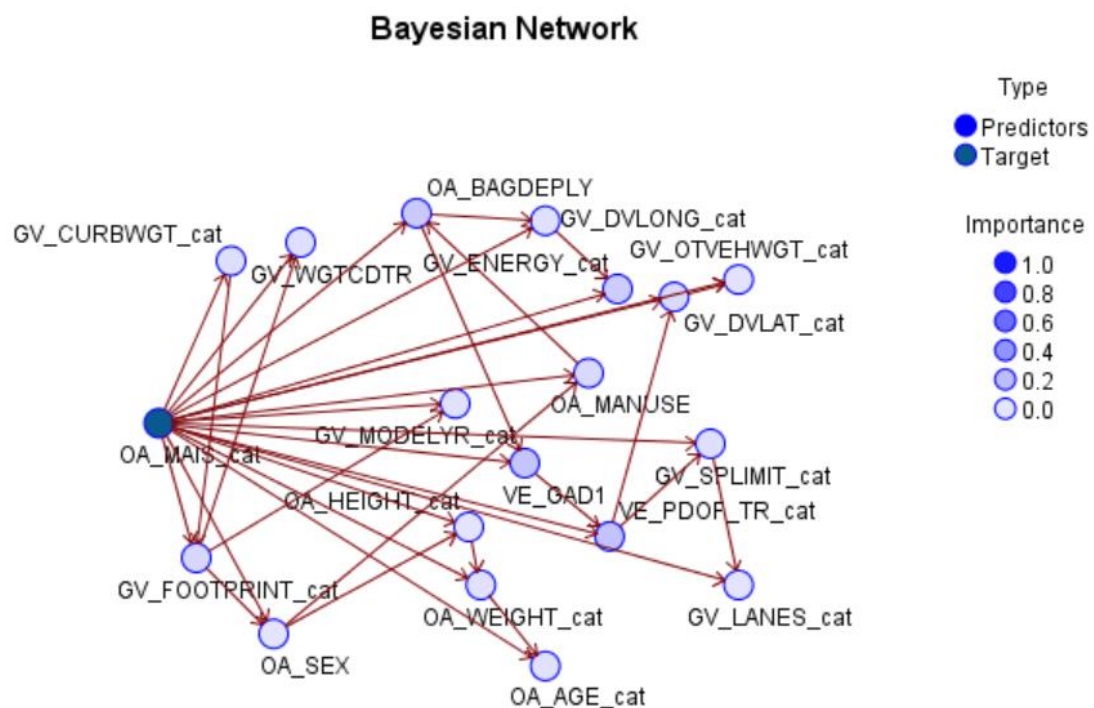 Bayesian Network
Type
Predictors
Target
Importance
1.0
0.8
0.6
0.4
0.2
0.0
OA_BAGDEPLY
GV_CURBWGT_cat
GV_WGTCDTR
GV_DVLONG_cat
GV_ENERGY_cat
GV_OTVEHWGT_cat
GV_DVLAT_cat
OA_MANUSE
GV_MODELYR_cat
OA_MAIS_cat
GV_SPLIMIT_cat
OA_HEIGHT_cat
VE_GAD1
VE_PDOF_TR_cat
GV_FOOTPRINT_cat
OA_WEIGHT_cat
GV_LANES_cat
OA_SEX
OA_AGE_cat